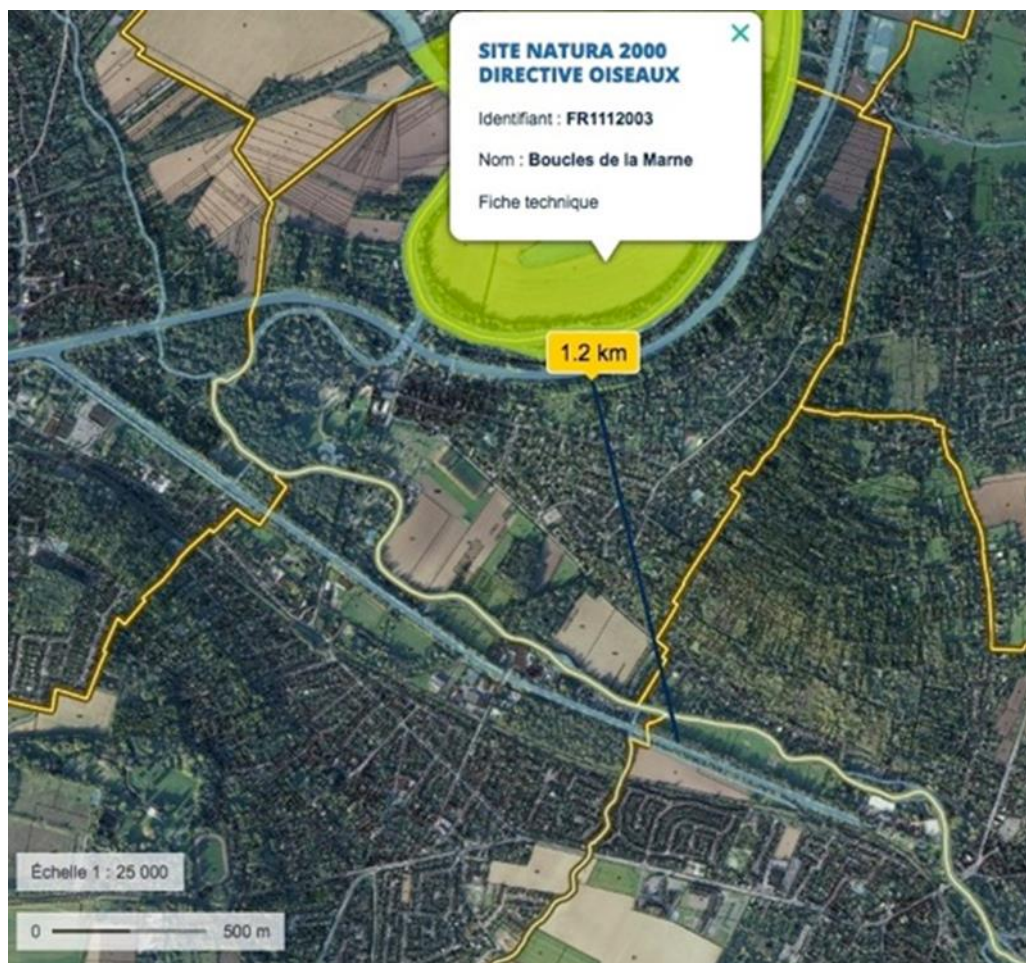 SITE NATURA 2000
DIRECTIVE OISEAUX
Identifiant : FR1112003
Nom : Boucles de la Marne
Fiche technique
1.2 km
Échelle 1 : 25 000
0 500 m